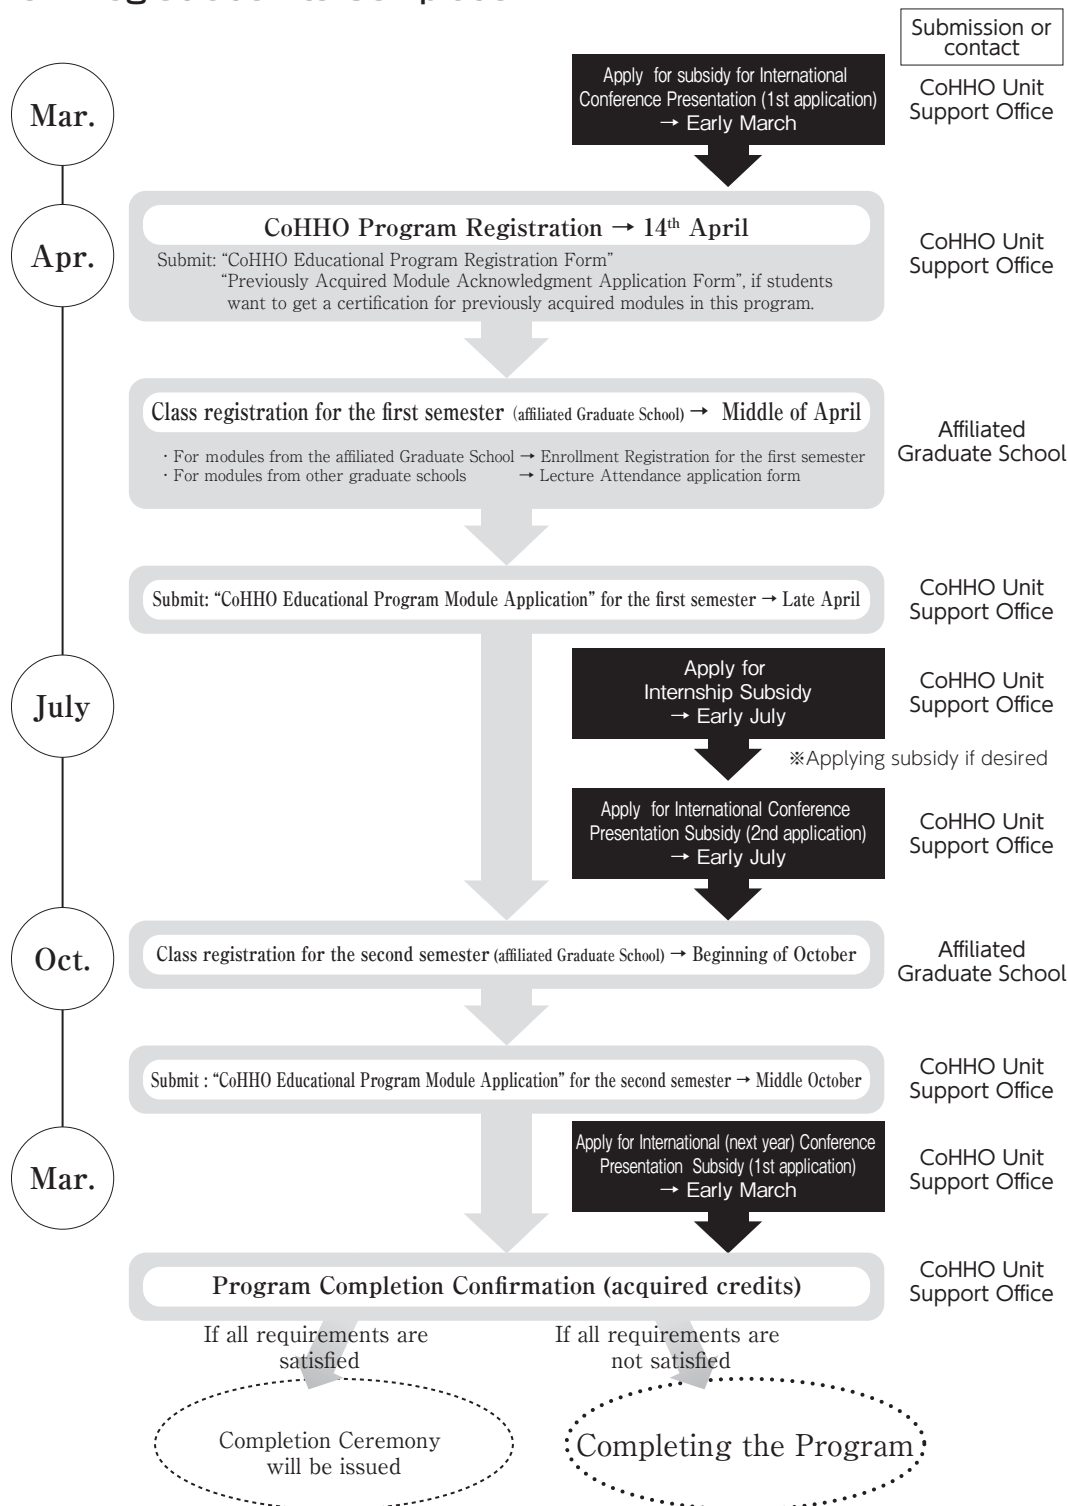 Submission or
contact
Mar.
Apply for subsidy for International
Conference Presentation (1st application)
→ Early March
CoHHO Unit
Support Office
Apr.
CoHHO Program Registration → 14th April
Submit: “CoHHO Educational Program Registration Form”
“Previously Acquired Module Acknowledgment Application Form”, if students
want to get a certification for previously acquired modules in this program.
CoHHO Unit
Support Office
Class registration for the first semester (affiliated Graduate School) → Middle of April
・For modules from the affiliated Graduate School → Enrollment Registration for the first semester
・For modules from other graduate schools → Lecture Attendance application form
Affiliated
Graduate School
Submit: “CoHHO Educational Program Module Application” for the first semester → Late April
CoHHO Unit
Support Office
July
Apply for
Internship Subsidy
→ Early July
CoHHO Unit
Support Office
※Applying subsidy if desired
Apply for International Conference
Presentation Subsidy (2nd application)
→ Early July
CoHHO Unit
Support Office
Oct.
Class registration for the second semester (affiliated Graduate School) → Beginning of October
Affiliated
Graduate School
Submit : “CoHHO Educational Program Module Application” for the second semester → Middle October
CoHHO Unit
Support Office
Mar.
Apply for International (next year) Conference
Presentation Subsidy (1st application)
→ Early March
CoHHO Unit
Support Office
Program Completion Confirmation (acquired credits)
CoHHO Unit
Support Office
If all requirements are
satisfied
If all requirements are
not satisfied
Completion Ceremony
will be issued
Completing the Program